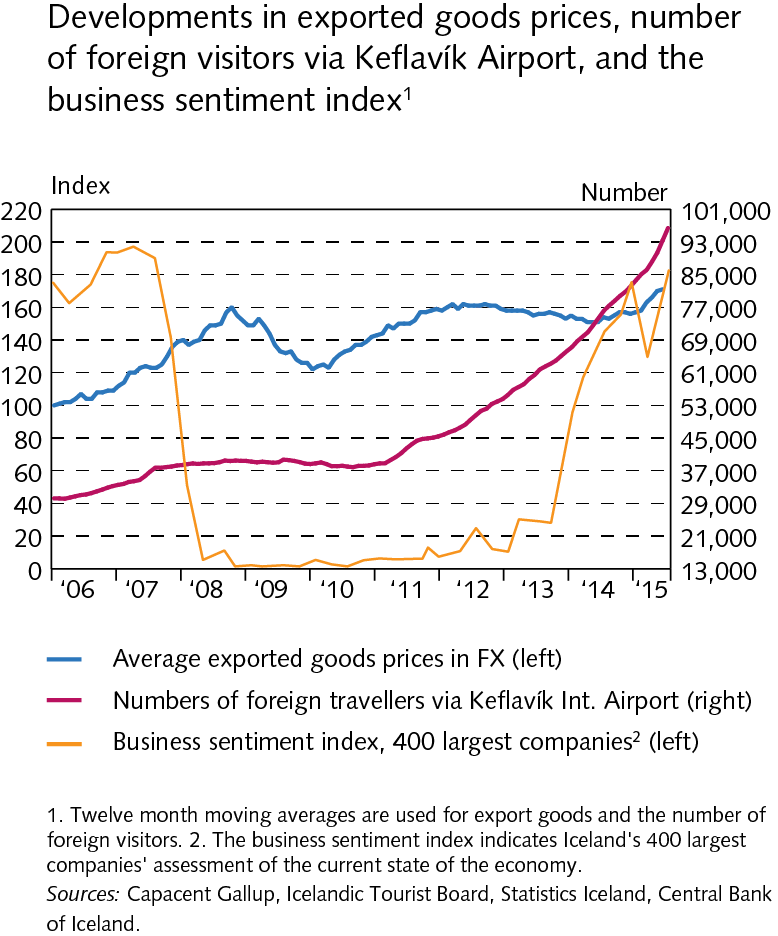 Developments in exported goods prices, number
of foreign visitors via Keflavík Airport, and the
business sentiment index¹
Index Number
220 101,000
200 93,000
180 85,000
160 77,000
140 69,000
120 61,000
100 53,000
80 45,000
60 37,000
40 29,000
20 21,000
0 13,000
‘06 ‘07 ‘08 ‘09 ‘10 ‘11 ‘12 ‘13 ‘14 ‘15
Average exported goods prices in FX (left)
Numbers of foreign travellers via Keflavík Int. Airport (right)
Business sentiment index, 400 largest companies² (left)
1. Twelve month moving averages are used for export goods and the number of
foreign visitors. 2. The business sentiment index indicates Iceland's 400 largest
companies' assessment of the current state of the economy.
Sources: Capacent Gallup, Icelandic Tourist Board, Statistics Iceland, Central Bank
of Iceland.